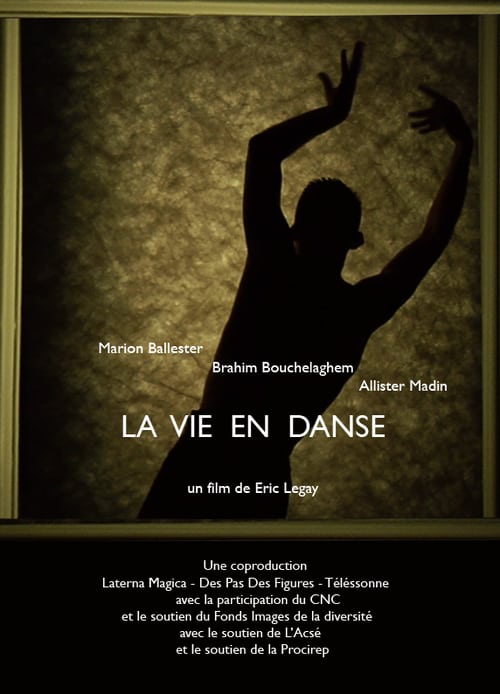 Marion Ballester
Brahim Bouchelaghem
Allister Madin
LA VIE EN DANSE
un film de Eric Legay
Une coproduction
Laterna Magica - Des Pas Des Figures - Téléssonne
avec la participation du CNC
et le soutien du Fonds Images de la diversité
avec le soutien de L'Acsé
et le soutien de la Procirep